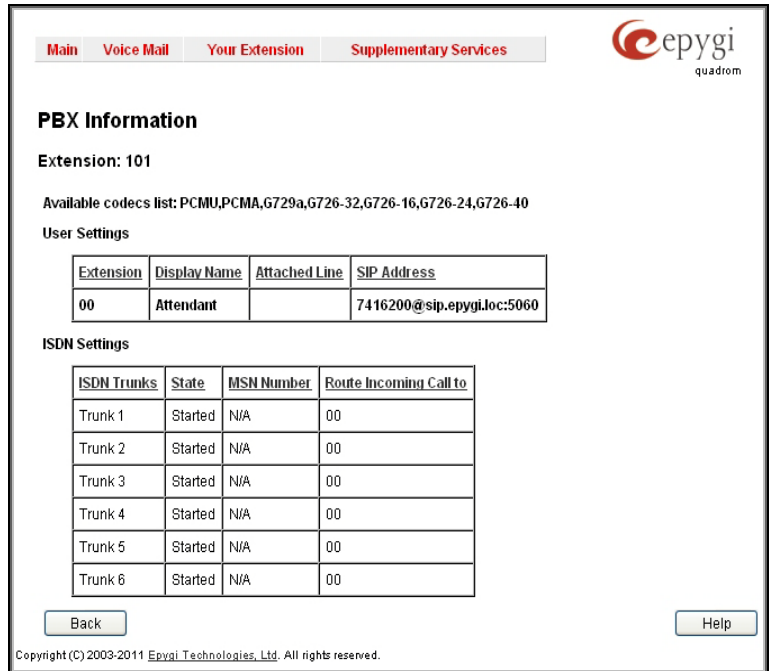 Main Voice Mail Your Extension Supplementary Services
epygi
quadrom
PBX Information
Extension: 101
Available codecs list: PCMU,PCMA,G729a,G726-32,G726-16,G726-24,G726-40
User Settings
Extension Display Name Attached Line SIP Address
00 Attendant 7416200@sip.epygi.loc:5060
ISDN Settings
ISDN Trunks State MSN Number Route Incoming Call to
Trunk 1 Started N/A 00
Trunk 2 Started N/A 00
Trunk 3 Started N/A 00
Trunk 4 Started N/A 00
Trunk 5 Started N/A 00
Trunk 6 Started N/A 00
Back Help
Copyright (C) 2003-2011 Epygi Technologies, Ltd. All rights reserved.